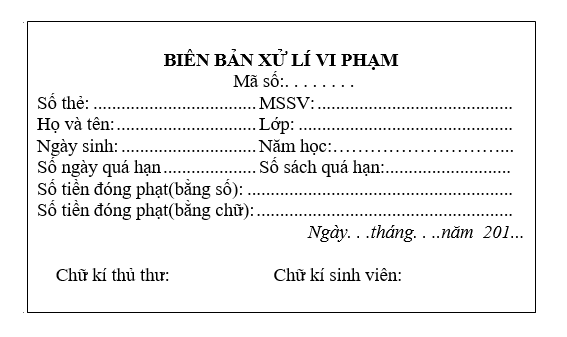 BIÊN BẢN XỬ LÍ VI PHẠM
Mã số:. . . . . . . .
Số thẻ: ................................... MSSV: ..........................................
Họ và tên:.............................. Lớp: ..............................................
Ngày sinh: ............................. Năm học:………………………...
Số ngày quá hạn .................... Số sách quá hạn:...........................
Số tiền đóng phạt(bằng số): .........................................................
Số tiền đóng phạt(bằng chữ):.......................................................
Ngày. . .tháng. . ..năm 201...
Chữ kí thủ thư: Chữ kí sinh viên: